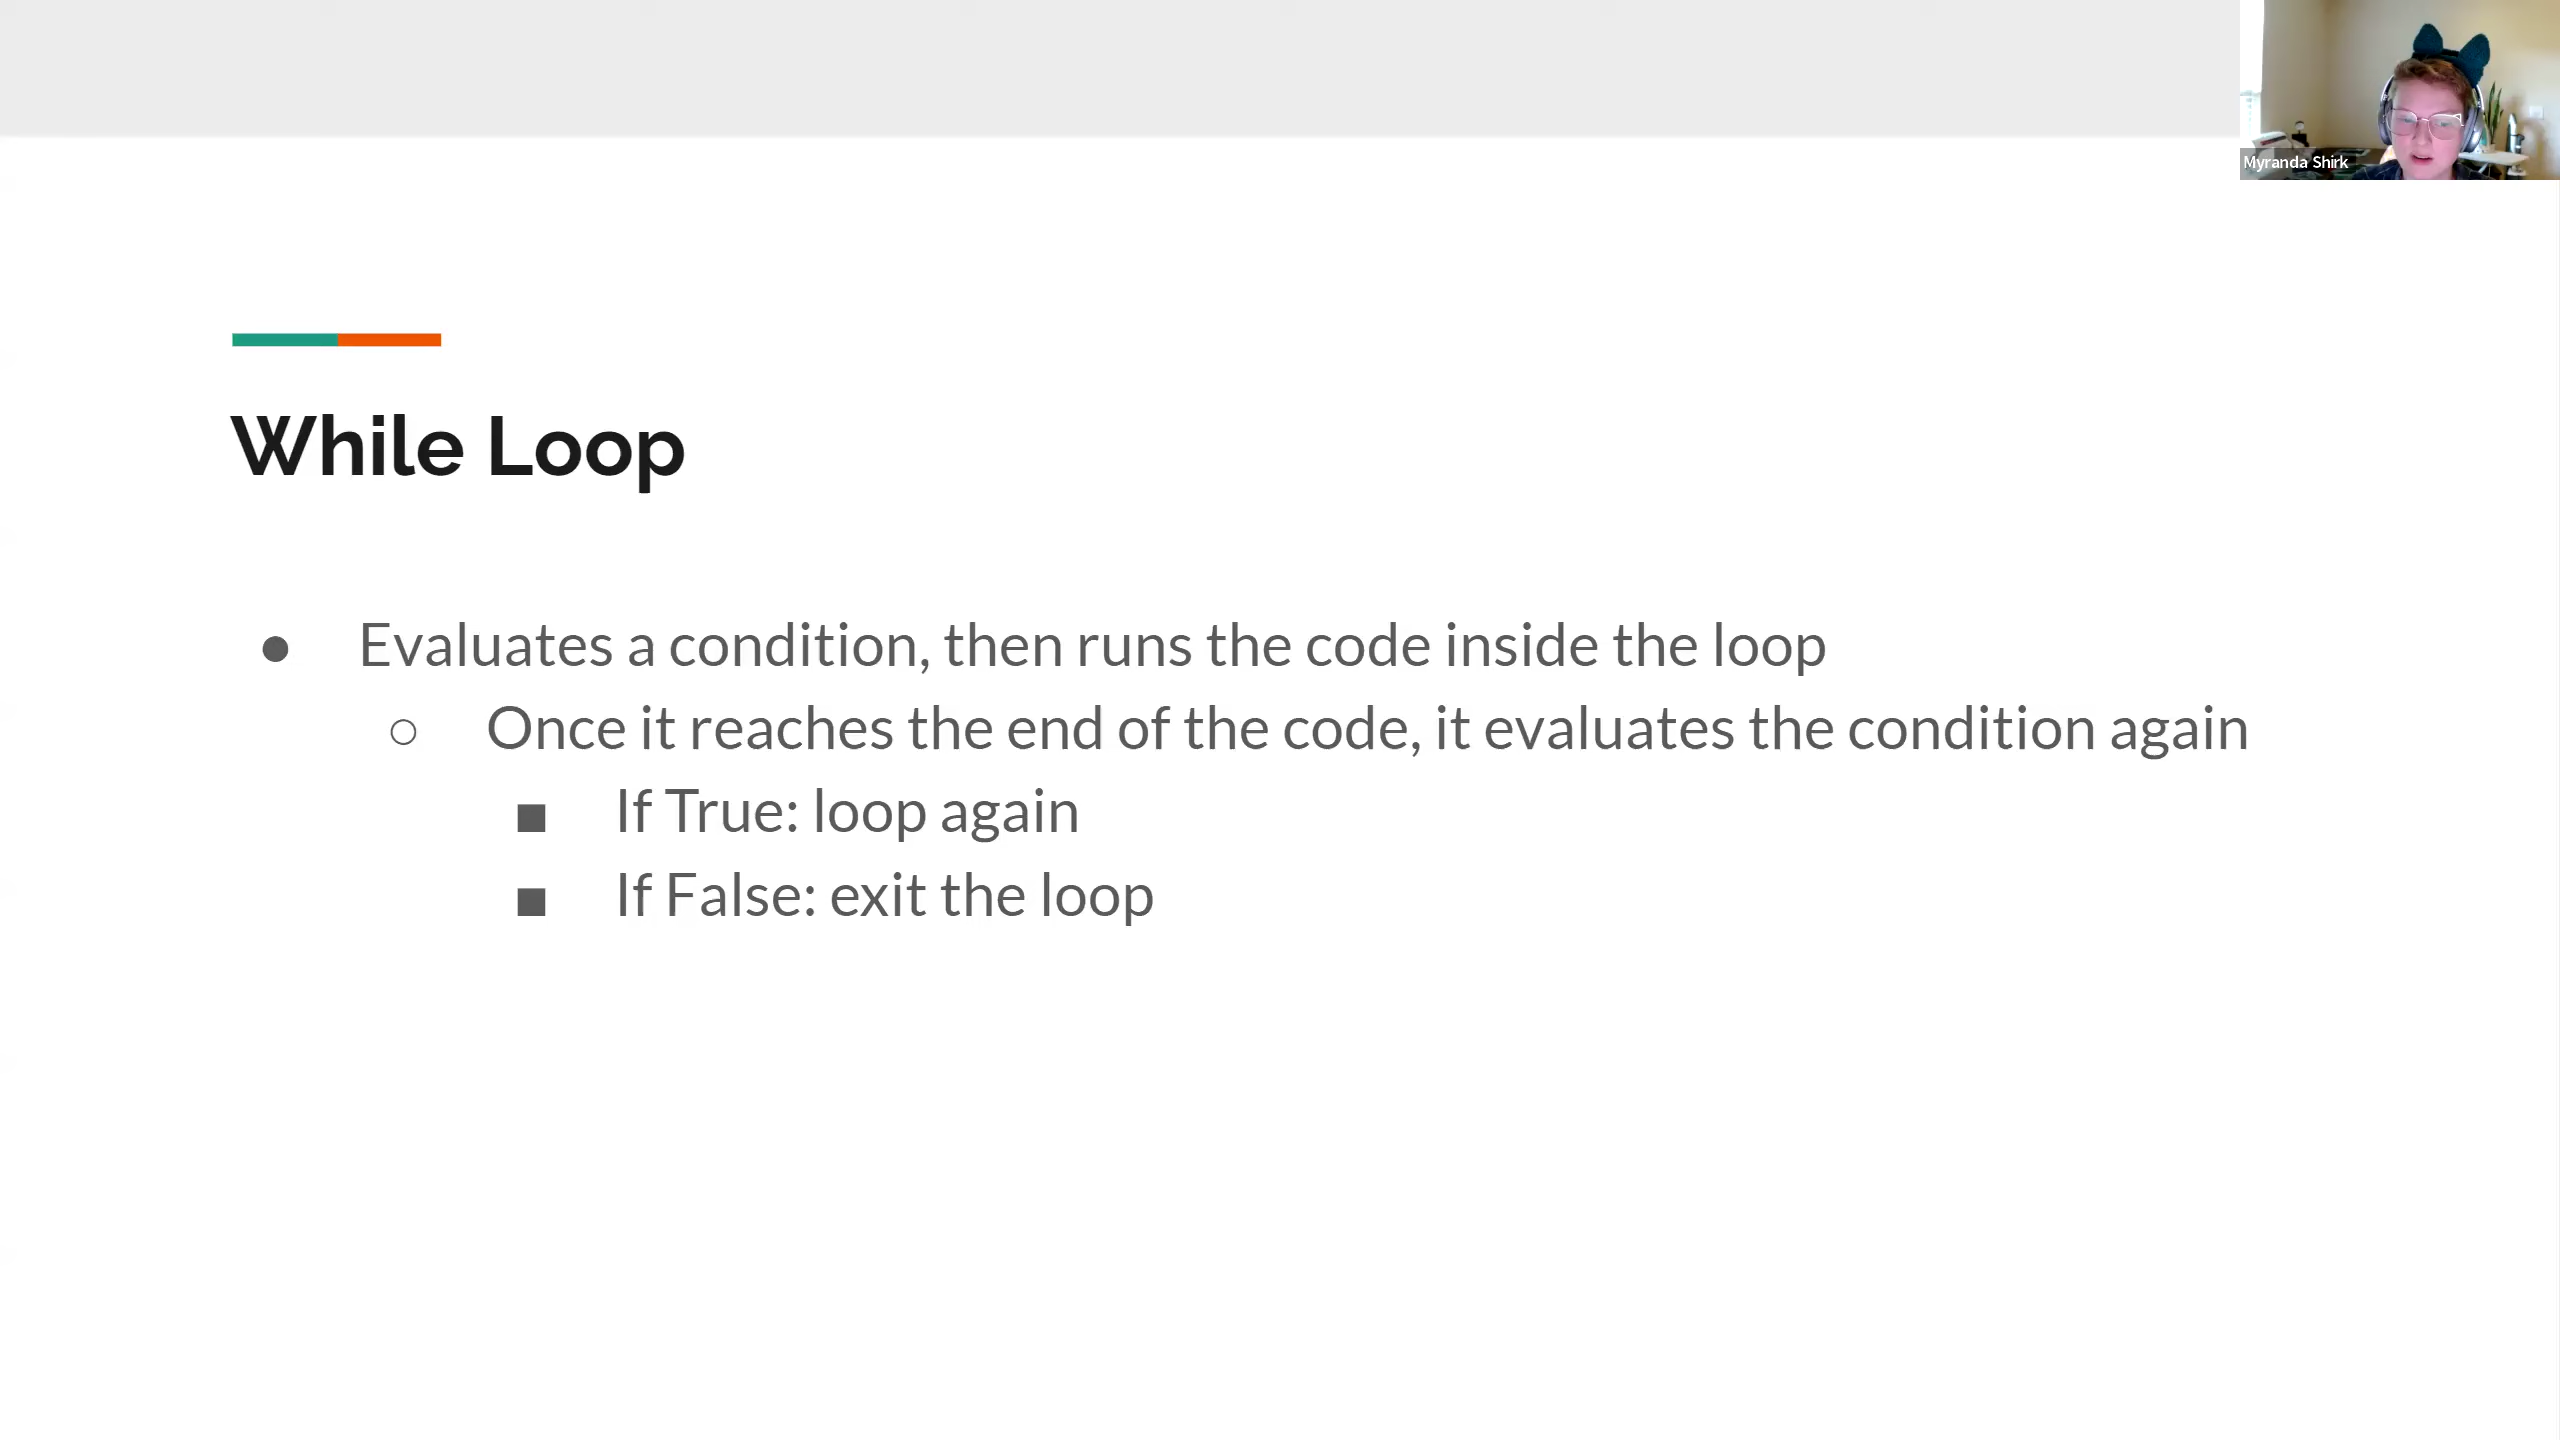 Myranda Shirk
While Loop
● Evaluates a condition, then runs the code inside the loop
○ Once it reaches the end of the code, it evaluates the condition again
■ If True: loop again
■ If False: exit the loop